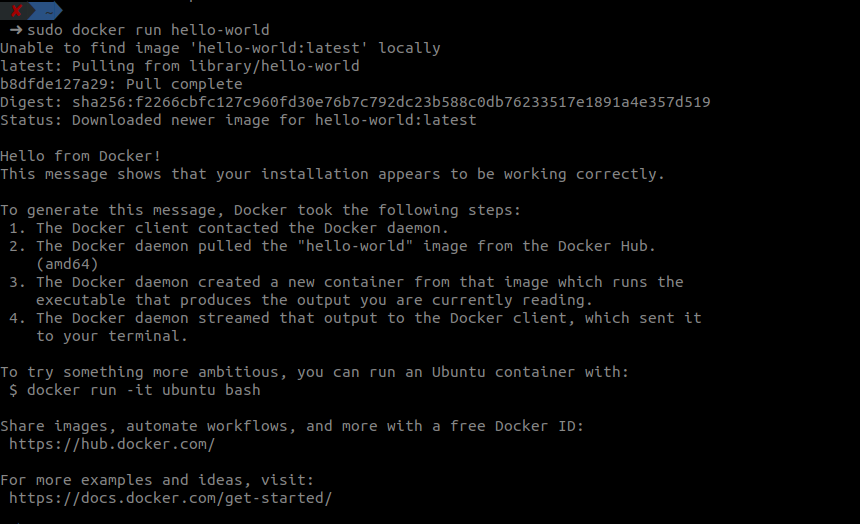 ✘ ~
➜ sudo docker run hello-world
Unable to find image 'hello-world:latest' locally
latest: Pulling from library/hello-world
b8dfde127a29: Pull complete
Digest: sha256:f2266cbfc127c960fd30e76b7c792dc23b588c0db76233517e1891a4e357d519
Status: Downloaded newer image for hello-world:latest

Hello from Docker!
This message shows that your installation appears to be working correctly.

To generate this message, Docker took the following steps:
 1. The Docker client contacted the Docker daemon.
 2. The Docker daemon pulled the "hello-world" image from the Docker Hub.
    (amd64)
 3. The Docker daemon created a new container from that image which runs the
    executable that produces the output you are currently reading.
 4. The Docker daemon streamed that output to the Docker client, which sent it
    to your terminal.

To try something more ambitious, you can run an Ubuntu container with:
 $ docker run -it ubuntu bash

Share images, automate workflows, and more with a free Docker ID:
 https://hub.docker.com/

For more examples and ideas, visit:
 https://docs.docker.com/get-started/